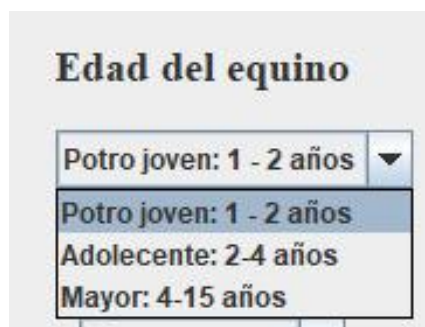 Edad del equino
Potro joven: 1 - 2 años
Potro joven: 1 - 2 años
Adolecente: 2-4 años
Mayor: 4-15 años